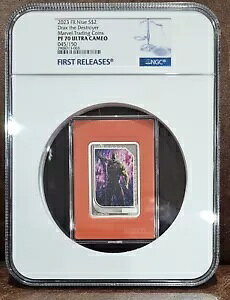 2023 FR Niue S$2
Drax the Destroyer
Marvel Trading Coins
PF 70 ULTRA CAMEO
045/150
FIRST RELEASES
NGC